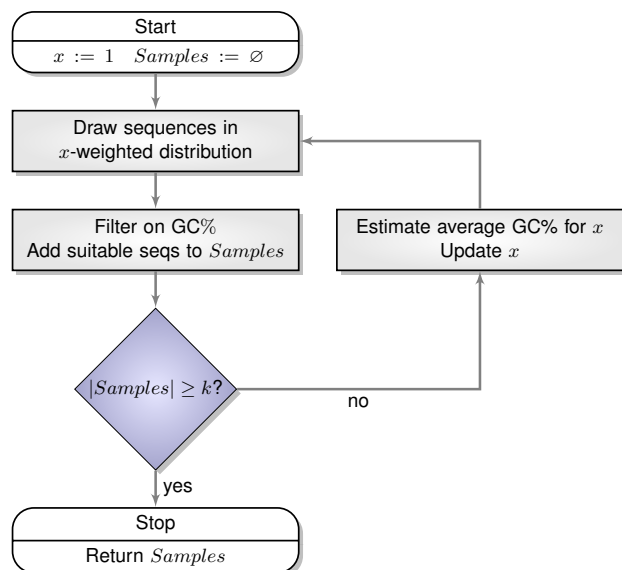 Start
x := 1 Samples := ∅
Draw sequences in
x-weighted distribution
Filter on GC%
Add suitable seqs to Samples
Estimate average GC% for x
Update x
|Samples| ≥ k?
no
yes
Stop
Return Samples